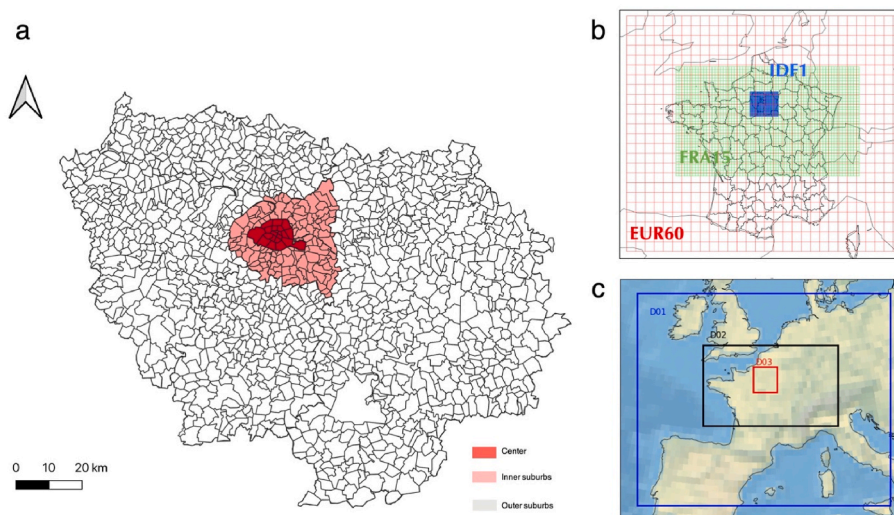 a
0 10 20 km
Center
Inner suburbs
Outer suburbs
b
IDF1
FRA15
EUR60
c
D01
D02
D03